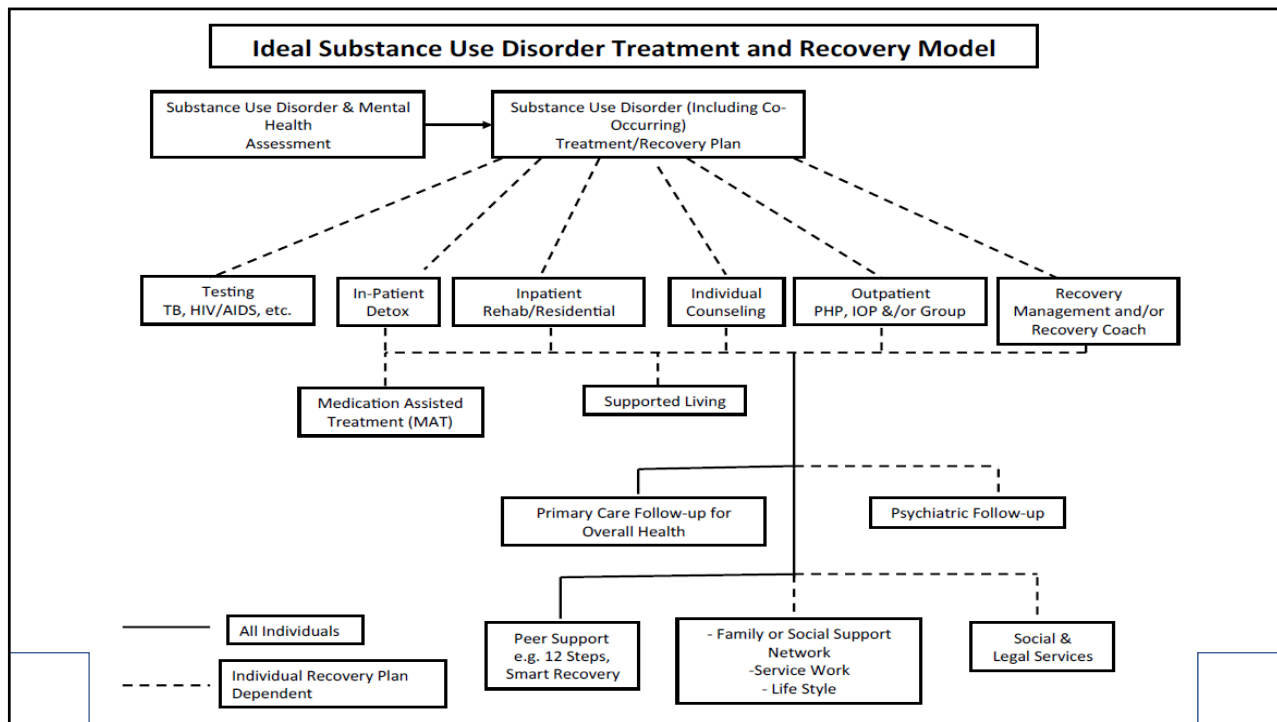 Ideal Substance Use Disorder Treatment and Recovery Model
Substance Use Disorder & Mental
Health
Assessment
Substance Use Disorder (Including Co-
Occurring)
Treatment/Recovery Plan
Testing
TB, HIV/AIDS, etc.
In-Patient
Detox
Inpatient
Rehab/Residential
Individual
Counseling
Outpatient
PHP, IOP &/or Group
Recovery
Management and/or
Recovery Coach
Medication Assisted
Treatment (MAT)
Supported Living
Primary Care Follow-up for
Overall Health
Psychiatric Follow-up
Peer Support
e.g. 12 Steps,
Smart Recovery
- Family or Social Support
Network
-Service Work
- Life Style
Social &
Legal Services
All Individuals
Individual Recovery Plan
Dependent